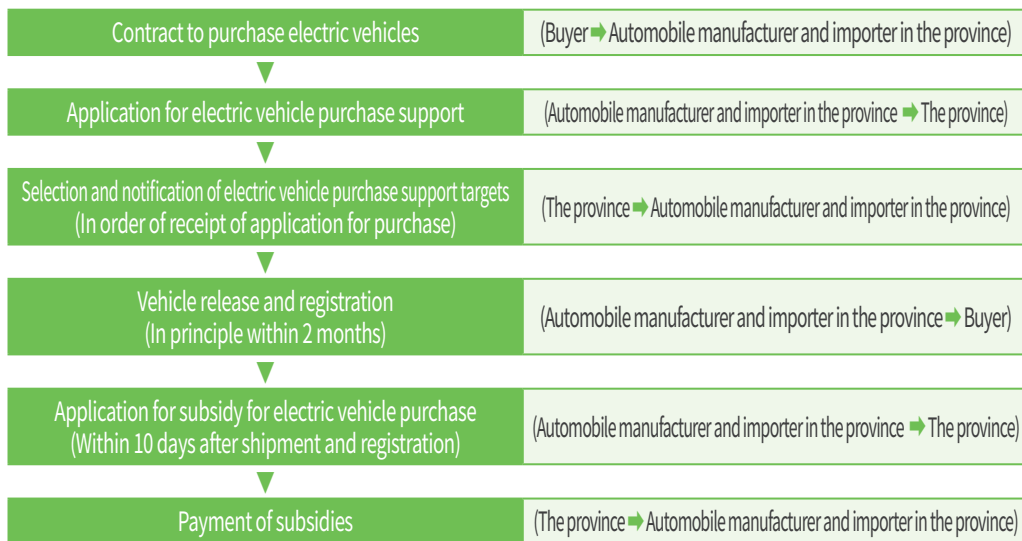 Contract to purchase electric vehicles
(Buyer ➡ Automobile manufacturer and importer in the province)
Application for electric vehicle purchase support
(Automobile manufacturer and importer in the province ➡ The province)
Selection and notification of electric vehicle purchase support targets
(In order of receipt of application for purchase)
(The province ➡ Automobile manufacturer and importer in the province)
Vehicle release and registration
(In principle within 2 months)
(Automobile manufacturer and importer in the province ➡ Buyer)
Application for subsidy for electric vehicle purchase
(Within 10 days after shipment and registration)
(Automobile manufacturer and importer in the province ➡ The province)
Payment of subsidies
(The province ➡ Automobile manufacturer and importer in the province)